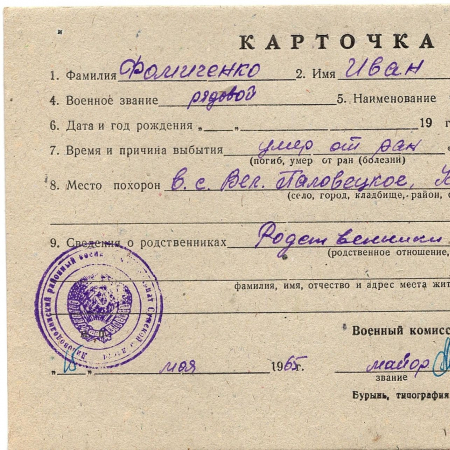 КАРТОЧКА
1. Фамилия Фомиченко 2. Имя Иван
4. Военное звание рядовой 5. Наименование
6. Дата и год рождения „ “ 19 г
7. Время и причина выбытия умер от ран
(погиб, умер от ран (болезни)
8. Место похорон в. с. Вел. Паловецкое,
(село, город, кладбище, район, о
9. Сведения о родственниках Родственники
(родственное отношение,
фамилия, имя, отчество и адрес места жит
Военный комисс
„ “ мая 1965 г. майор
звание
Бурынь, типография